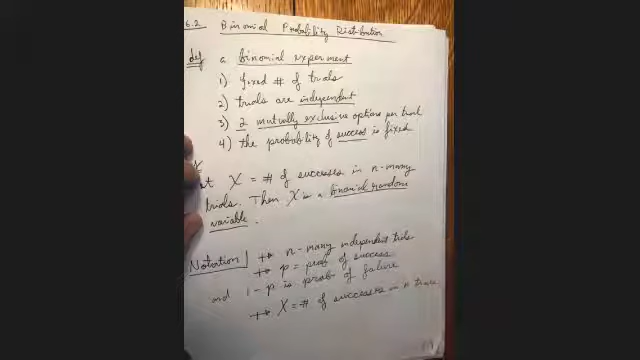 6.2 Binomial Probability Distribution
def a binomial experiment
1) fixed # of trials
2) trials are independent
3) 2 mutually exclusive options per trial
4) the probability of success is fixed
X = # of successes in n-many
trials. Then X is a binomial random
variable.
Notation n-many independent trials
p = prob of success
and 1 - p is prob of failure
X = # of successes in n trials